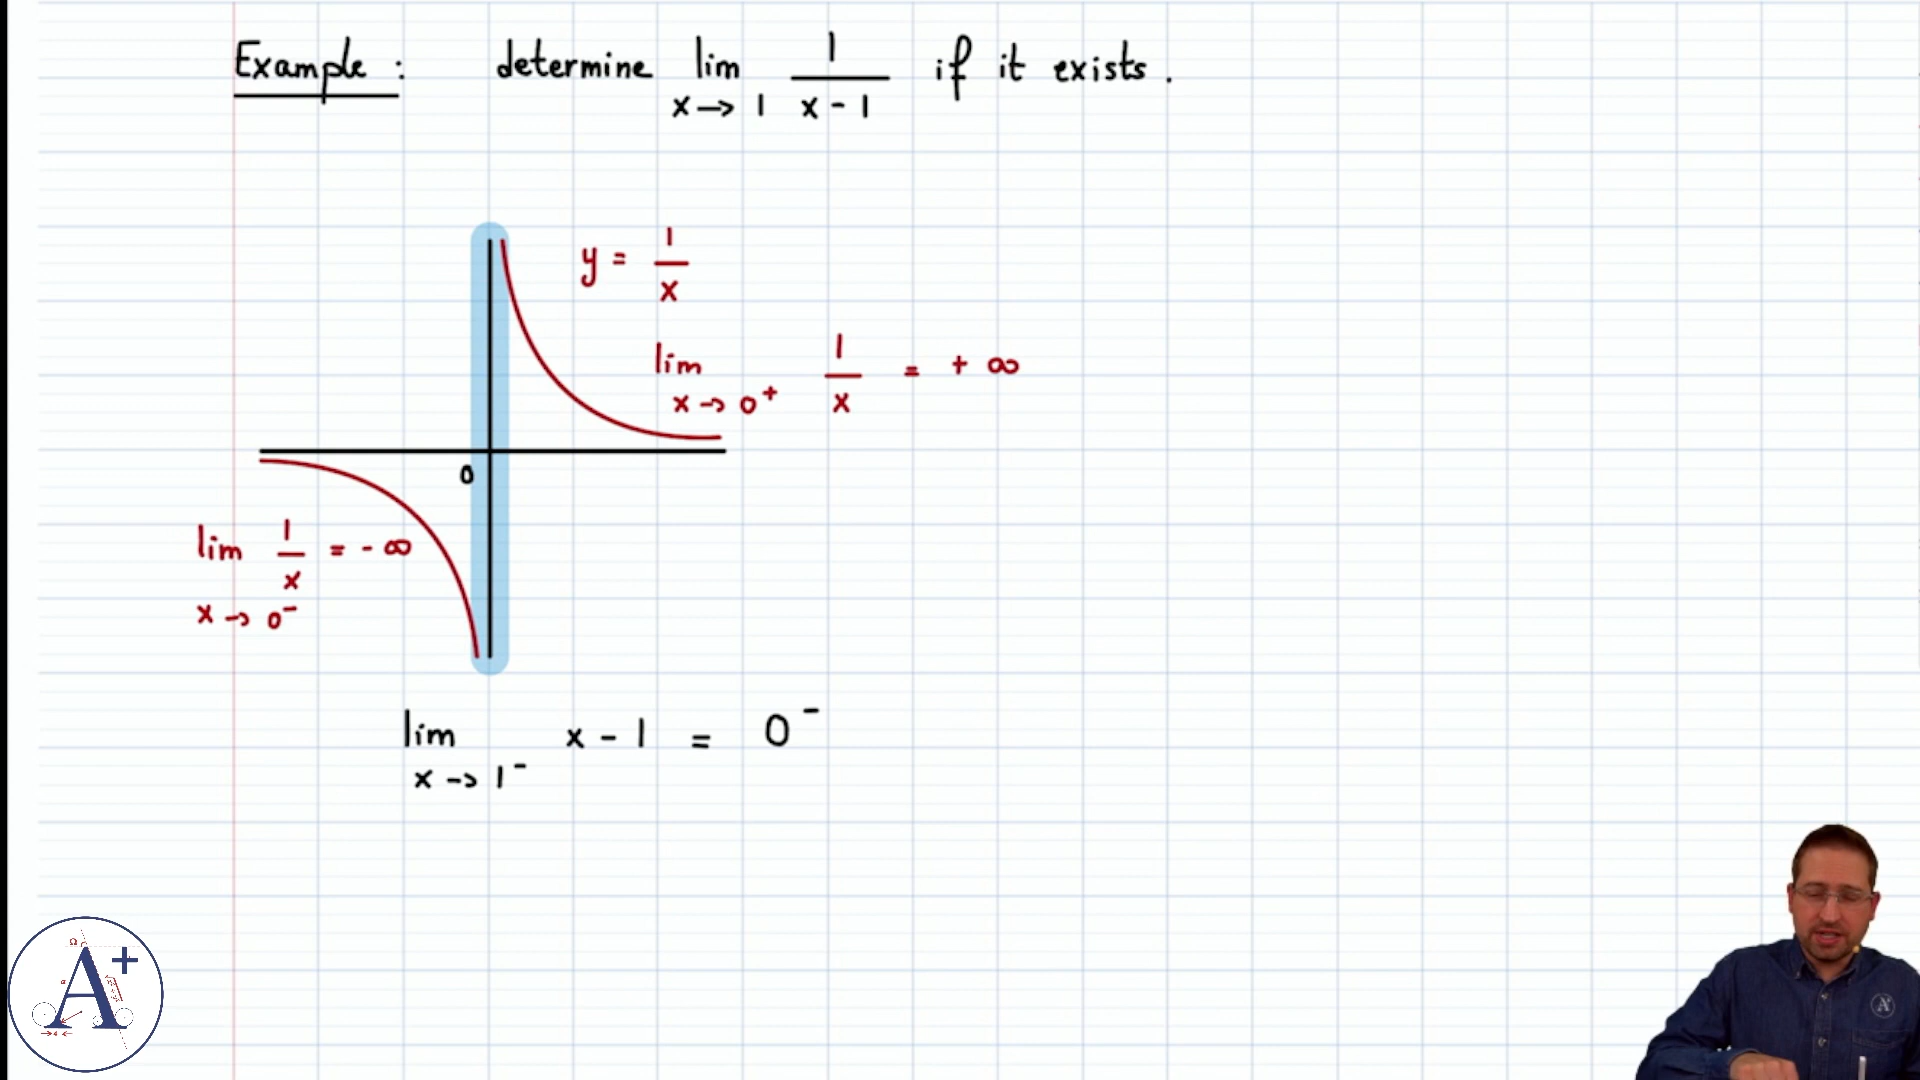 Example : determine lim 1 if it exists .
x → 1 x - 1
y = 1
x
lim 1 = + ∞
x → 0⁺ x
0
lim 1 = - ∞
x
x → 0⁻
lim x - 1 = 0⁻
x → 1⁻
A+